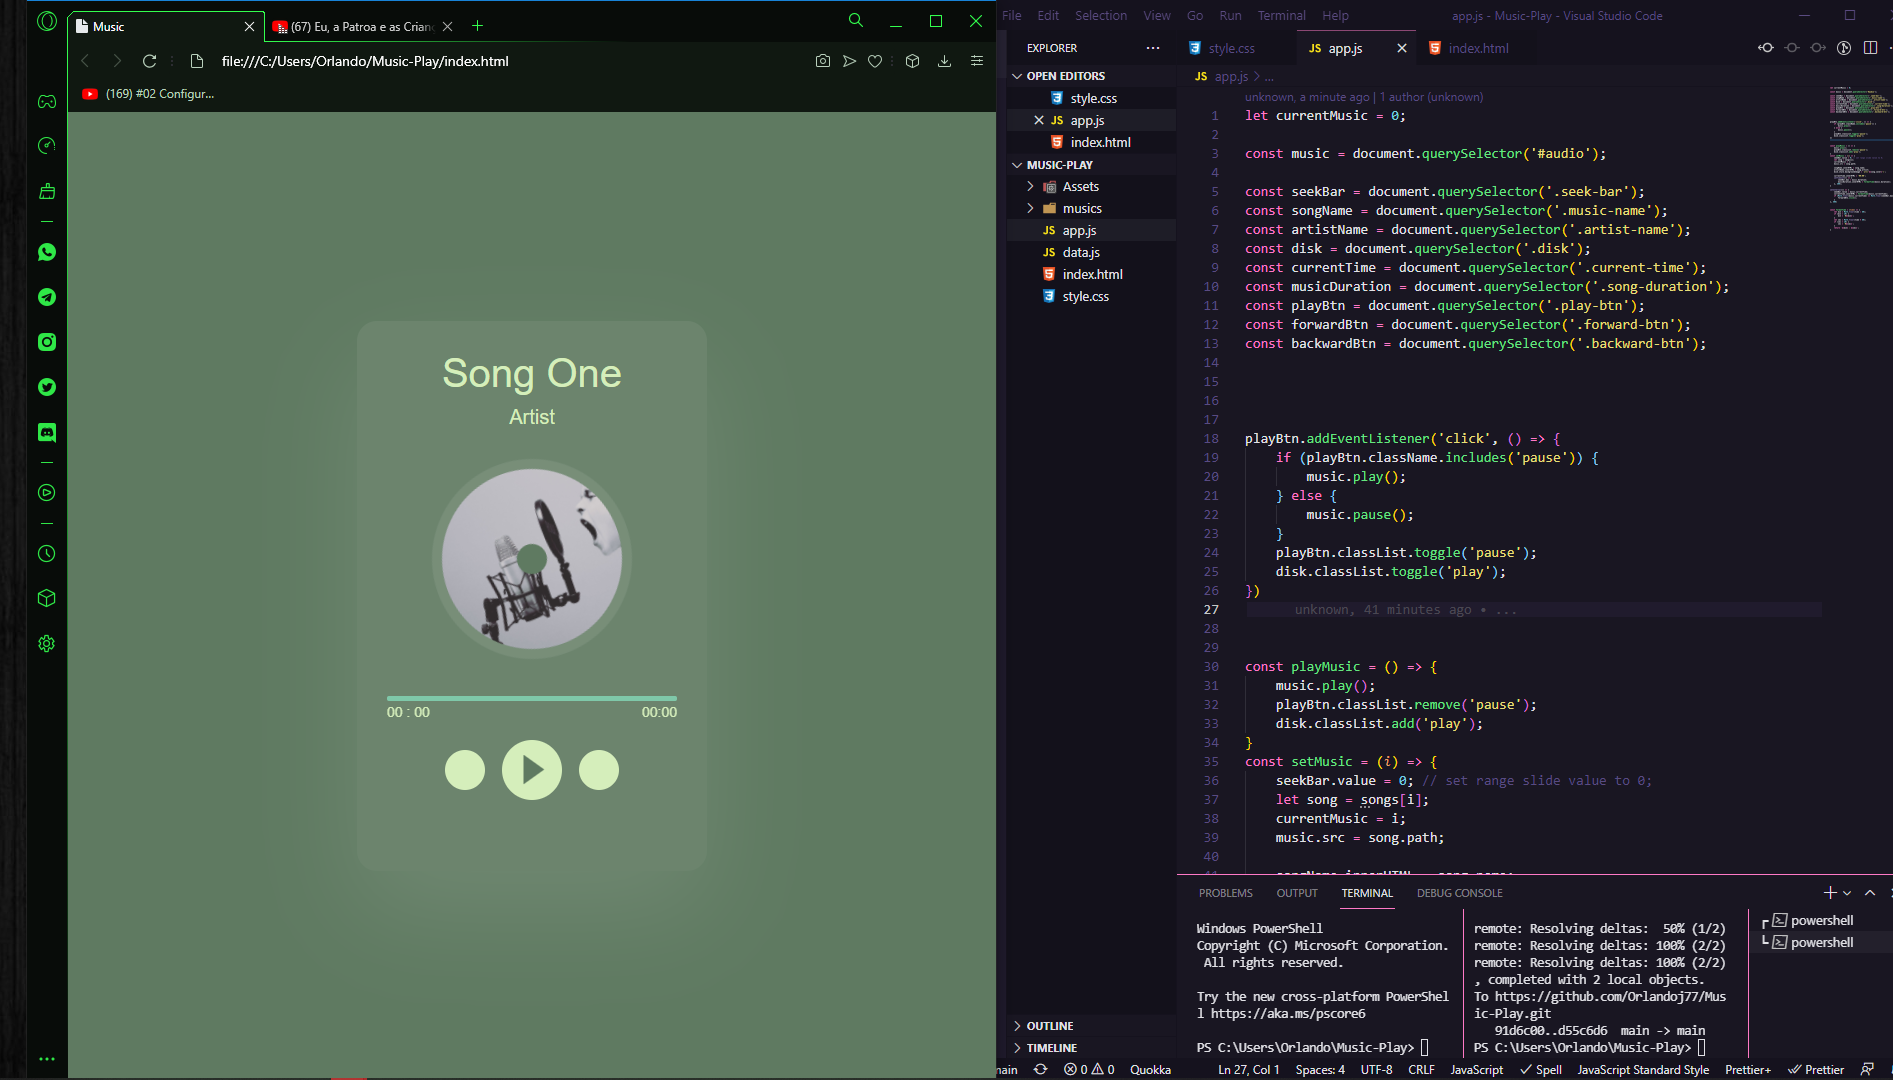 Music
(67) Eu, a Patroa e as Crian
file:///C:/Users/Orlando/Music-Play/index.html
(169) #02 Configur...
Song One
Artist
00 : 00
00:00
File Edit Selection View Go Run Terminal Help
app.js - Music-Play - Visual Studio Code
EXPLORER
OPEN EDITORS
style.css
app.js
index.html
MUSIC-PLAY
Assets
musics
app.js
data.js
index.html
style.css
OUTLINE
TIMELINE
style.css
JS app.js
index.html
JS app.js > ...
unknown, a minute ago | 1 author (unknown)
1 let currentMusic = 0;
2
3 const music = document.querySelector('#audio');
4
5 const seekBar = document.querySelector('.seek-bar');
6 const songName = document.querySelector('.music-name');
7 const artistName = document.querySelector('.artist-name');
8 const disk = document.querySelector('.disk');
9 const currentTime = document.querySelector('.current-time');
10 const musicDuration = document.querySelector('.song-duration');
11 const playBtn = document.querySelector('.play-btn');
12 const forwardBtn = document.querySelector('.forward-btn');
13 const backwardBtn = document.querySelector('.backward-btn');
14
15
16
17
18 playBtn.addEventListener('click', () => {
19 if (playBtn.className.includes('pause')) {
20 music.play();
21 } else {
22 music.pause();
23 }
24 playBtn.classList.toggle('pause');
25 disk.classList.toggle('play');
26 })
27 unknown, 41 minutes ago • ...
28
29
30 const playMusic = () => {
31 music.play();
32 playBtn.classList.remove('pause');
33 disk.classList.add('play');
34 }
35 const setMusic = (i) => {
36 seekBar.value = 0; // set range slide value to 0;
37 let song = songs[i];
38 currentMusic = i;
39 music.src = song.path;
40
PROBLEMS OUTPUT TERMINAL DEBUG CONSOLE
Windows PowerShell
Copyright (C) Microsoft Corporation.
All rights reserved.
Try the new cross-platform PowerShel
l https://aka.ms/pscore6
PS C:\Users\Orlando\Music-Play>
remote: Resolving deltas: 50% (1/2)
remote: Resolving deltas: 100% (2/2)
remote: Resolving deltas: 100% (2/2)
, completed with 2 local objects.
To https://github.com/Orlandoj77/Mus
ic-Play.git
91d6c00..d55c6d6 main -> main
PS C:\Users\Orlando\Music-Play>
powershell
powershell
nain 0 0 Quokka Ln 27, Col 1 Spaces: 4 UTF-8 CRLF JavaScript Spell JavaScript Standard Style Prettier+ Prettier